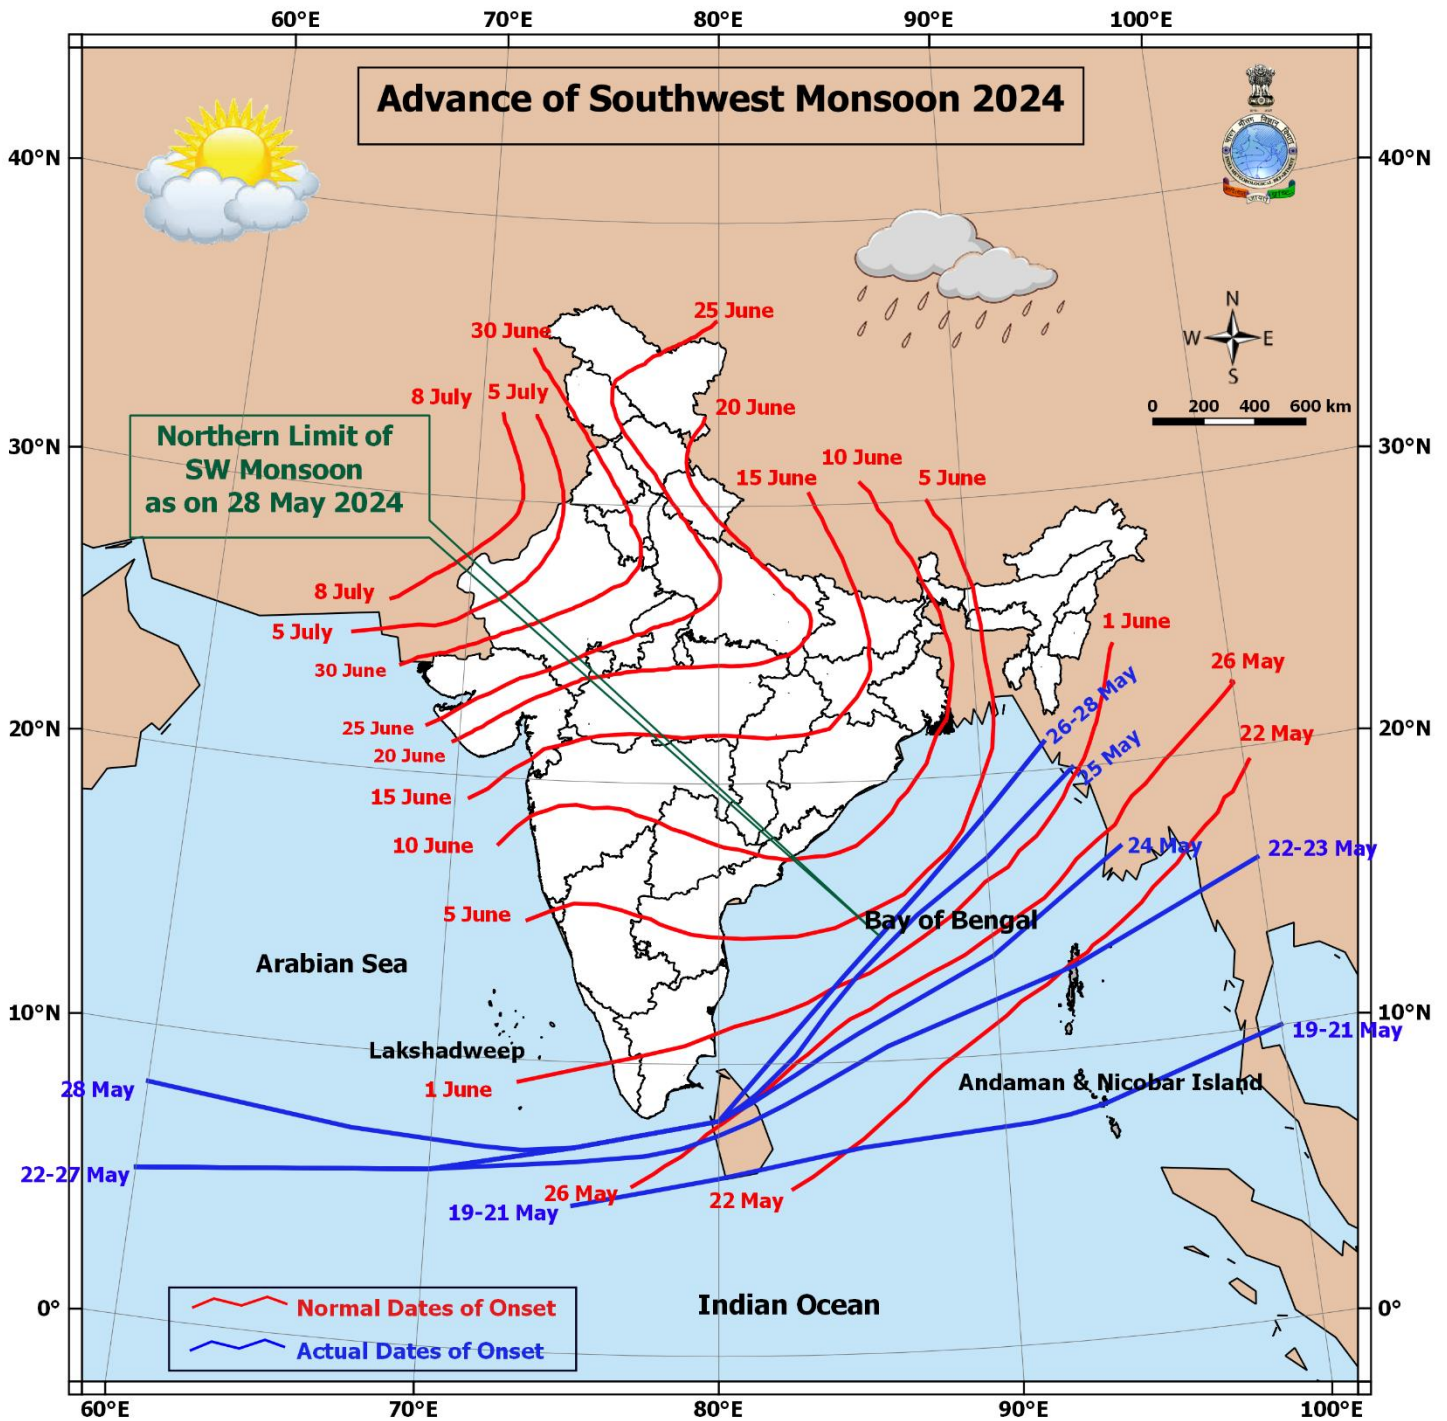 60°E 70°E 80°E 90°E 100°E
Advance of Southwest Monsoon 2024
40°N 40°N
N
W E
S
25 June
30 June
8 July 5 July
20 June
0 200 400 600 km
Northern Limit of
SW Monsoon
as on 28 May 2024
30°N 30°N
10 June
15 June 5 June
8 July
5 July
1 June
30 June
26 May
26-28 May
25 June
20°N 20°N
22 May
20 June
25 May
15 June
10 June
24 May
22-23 May
5 June
Bay of Bengal
Arabian Sea
10°N 10°N
19-21 May
Lakshadweep
28 May
1 June
Andaman & Nicobar Island
22-27 May
26 May
22 May
19-21 May
Normal Dates of Onset
Indian Ocean
0° 0°
Actual Dates of Onset
60°E 70°E 80°E 90°E 100°E